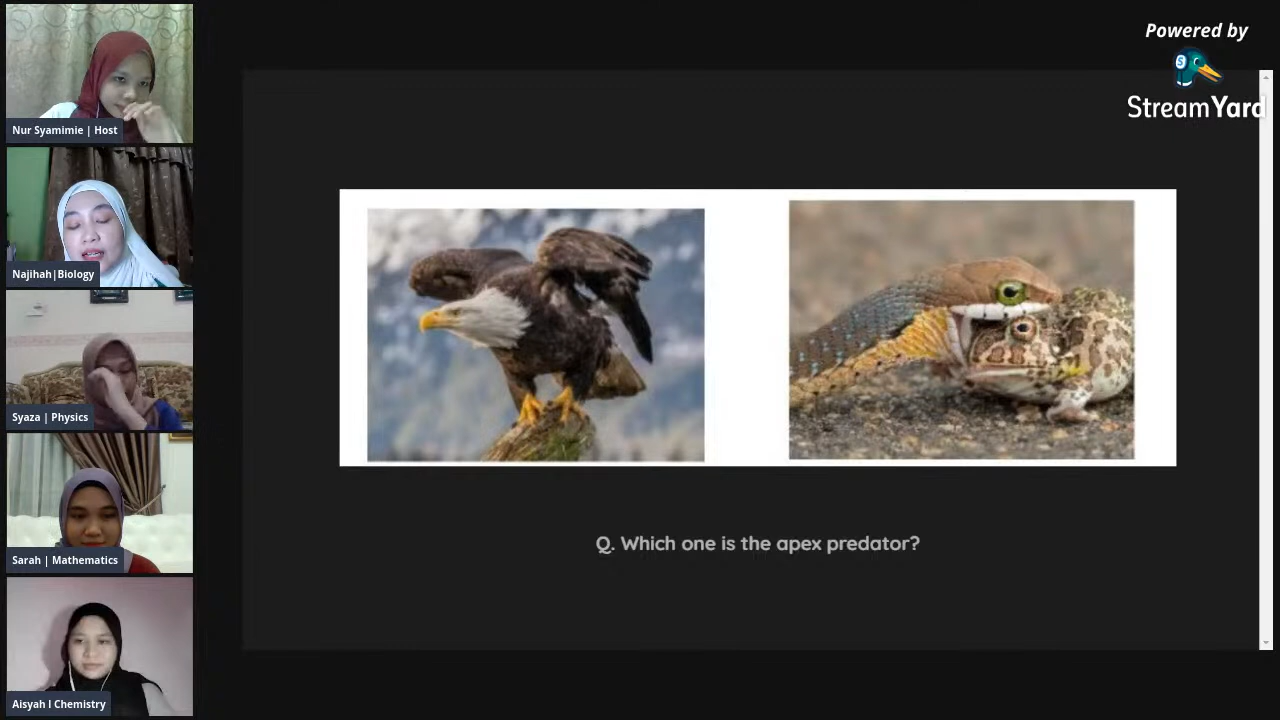 Powered by
StreamYard
Nur Syamimie | Host
Najihah|Biology
Syaza | Physics
Sarah | Mathematics
Aisyah l Chemistry
Q. Which one is the apex predator?